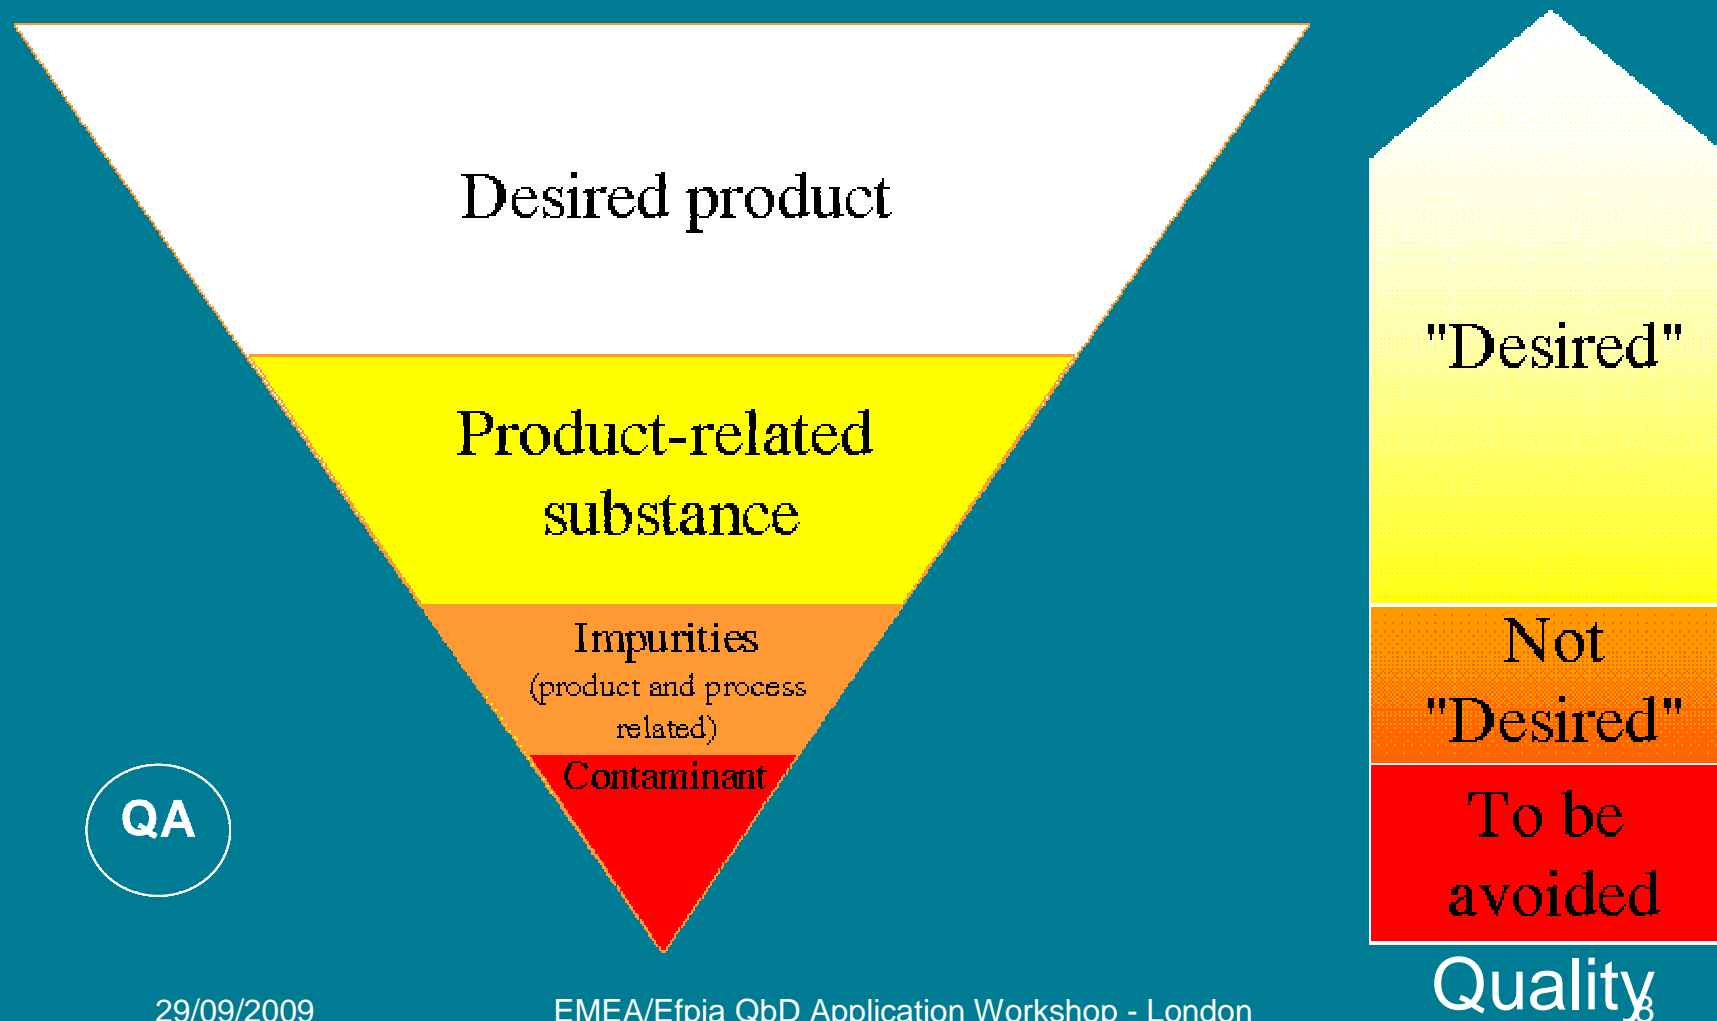 Desired product
Product-related
substance
Impurities
(product and process
related)
Contaminant
QA
"Desired"
Not
"Desired"
To be
avoided
Quality
29/09/2009
EMEA/Efpia QbD Application Workshop - London
8